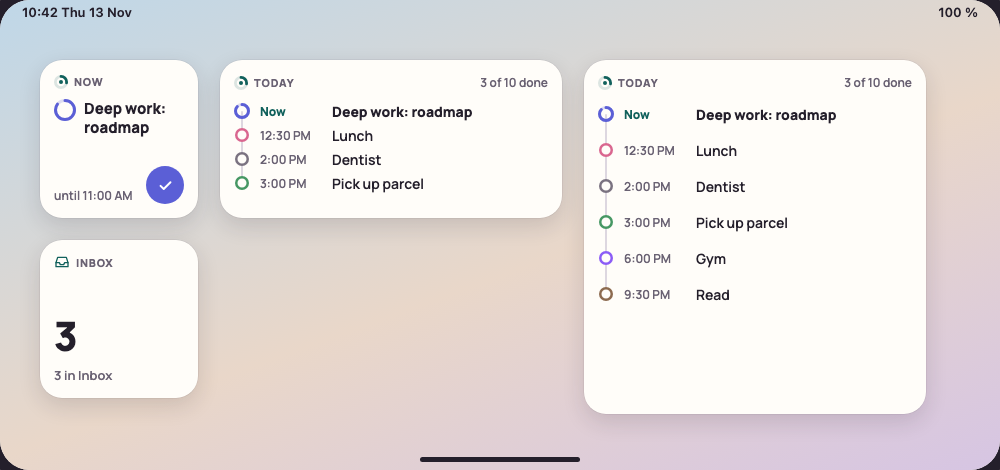 10:42 Thu 13 Nov
100 %
NOW
Deep work:
roadmap
until 11:00 AM
TODAY
3 of 10 done
Now Deep work: roadmap
12:30 PM Lunch
2:00 PM Dentist
3:00 PM Pick up parcel
TODAY
3 of 10 done
Now Deep work: roadmap
12:30 PM Lunch
2:00 PM Dentist
3:00 PM Pick up parcel
6:00 PM Gym
9:30 PM Read
INBOX
3
3 in Inbox